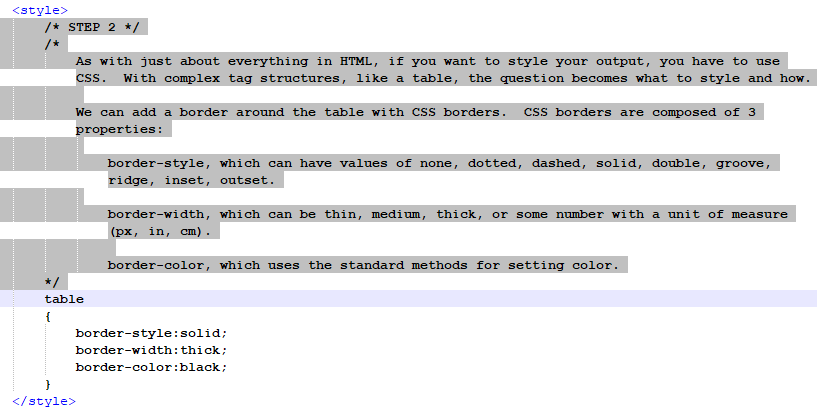 <style>
/* STEP 2 */
/*
As with just about everything in HTML, if you want to style your output, you have to use
CSS.  With complex tag structures, like a table, the question becomes what to style and how.
We can add a border around the table with CSS borders.  CSS borders are composed of 3
properties:
border-style, which can have values of none, dotted, dashed, solid, double, groove,
ridge, inset, outset.
border-width, which can be thin, medium, thick, or some number with a unit of measure
(px, in, cm).
border-color, which uses the standard methods for setting color.
*/
table
{
border-style:solid;
border-width:thick;
border-color:black;
}
</style>